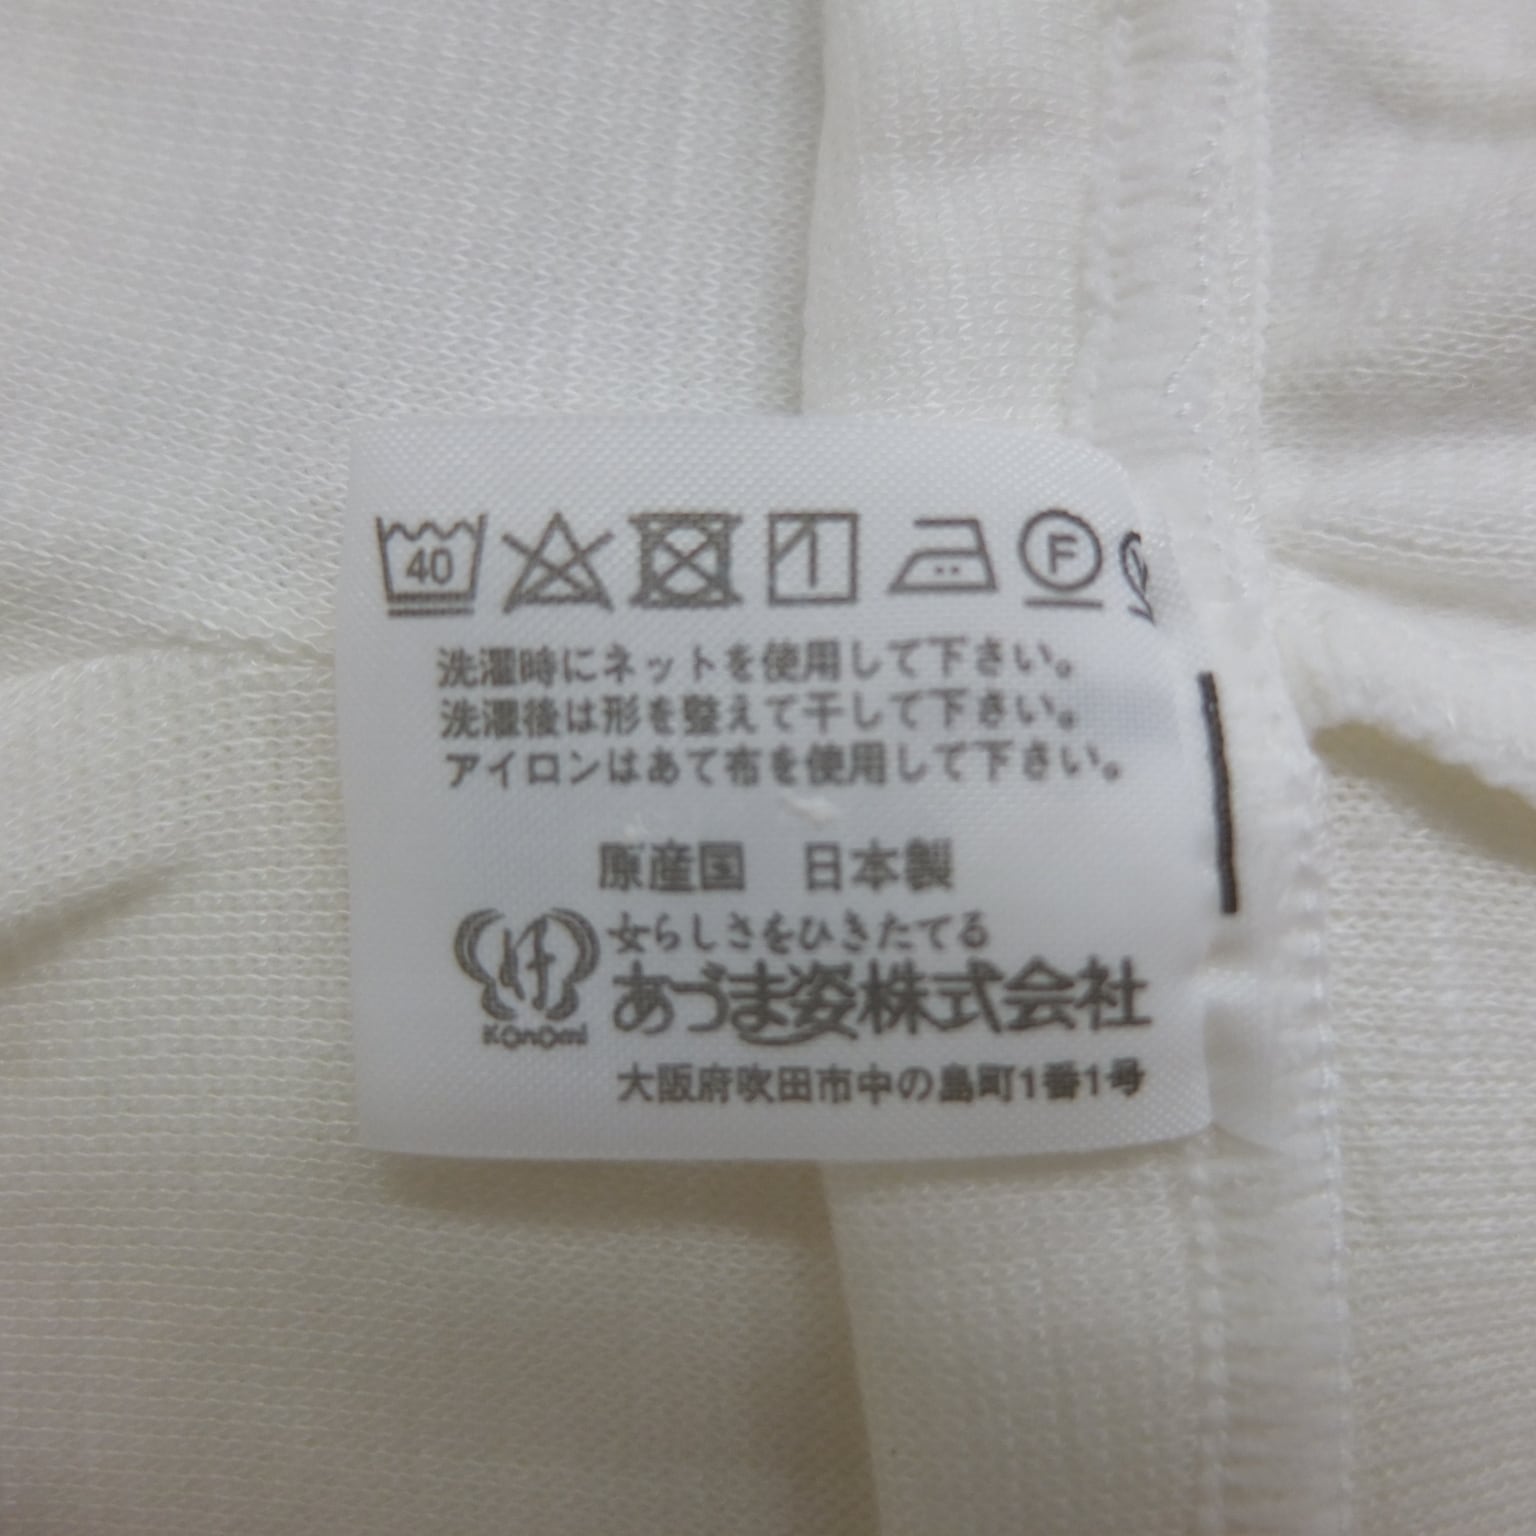 40
F
洗濯時にネットを使用して下さい。
洗濯後は形を整えて干して下さい。
アイロンはあて布を使用して下さい。
原産国 日本製
女らしさをひきたてる
あづま姿株式会社
Konomi
大阪府吹田市中の島町1番1号